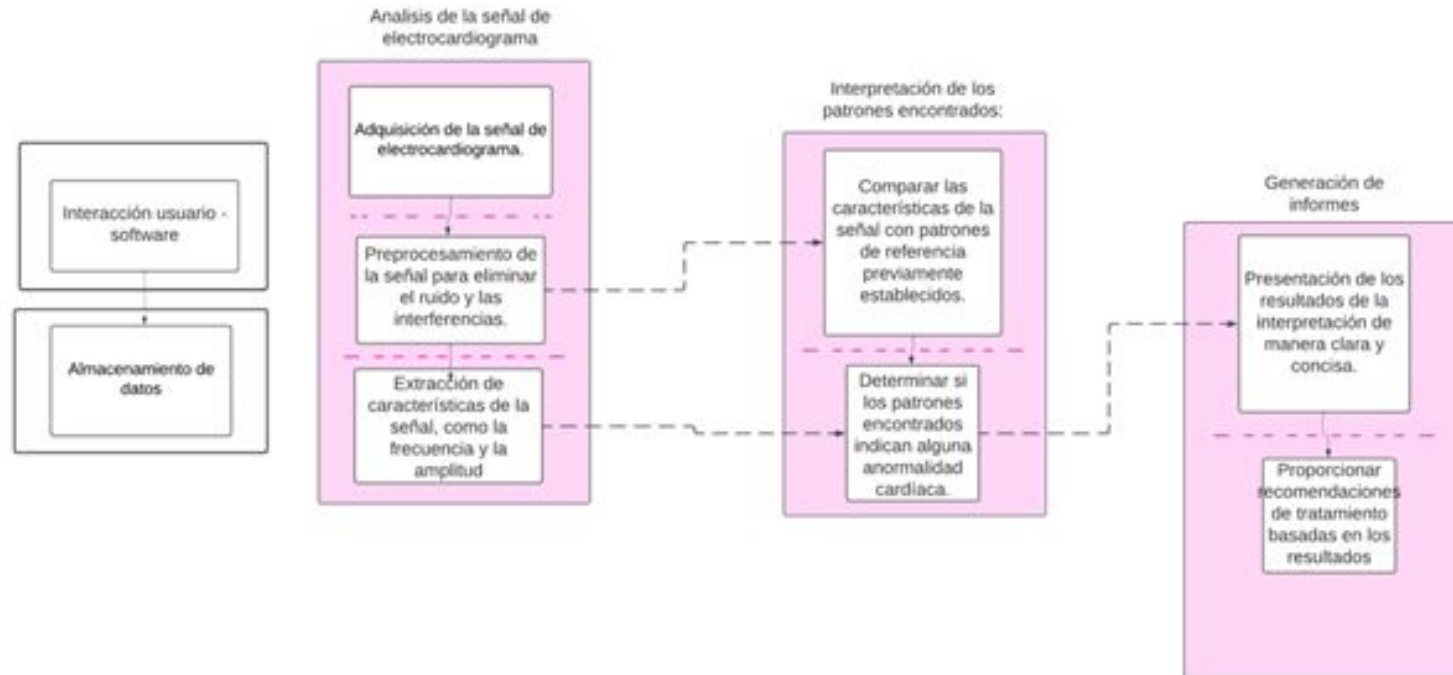 Analisis de la señal de
electrocardiograma
Adquisición de la señal de
electrocardiograma.
Preprocesamiento de
la señal para eliminar
el ruido y las
interferencias.
Extracción de
características de la
señal, como la
frecuencia y la
amplitud
Interacción usuario -
software
Almacenamiento de
datos
Interpretación de los
patrones encontrados:
Comparar las
características de la
señal con patrones
de referencia
previamente
establecidos.
Determinar si
los patrones
encontrados
indican alguna
anormalidad
cardíaca.
Generación de
informes
Presentación de los
resultados de la
interpretación de
manera clara y
concisa.
Proporcionar
recomendaciones
de tratamiento
basadas en los
resultados